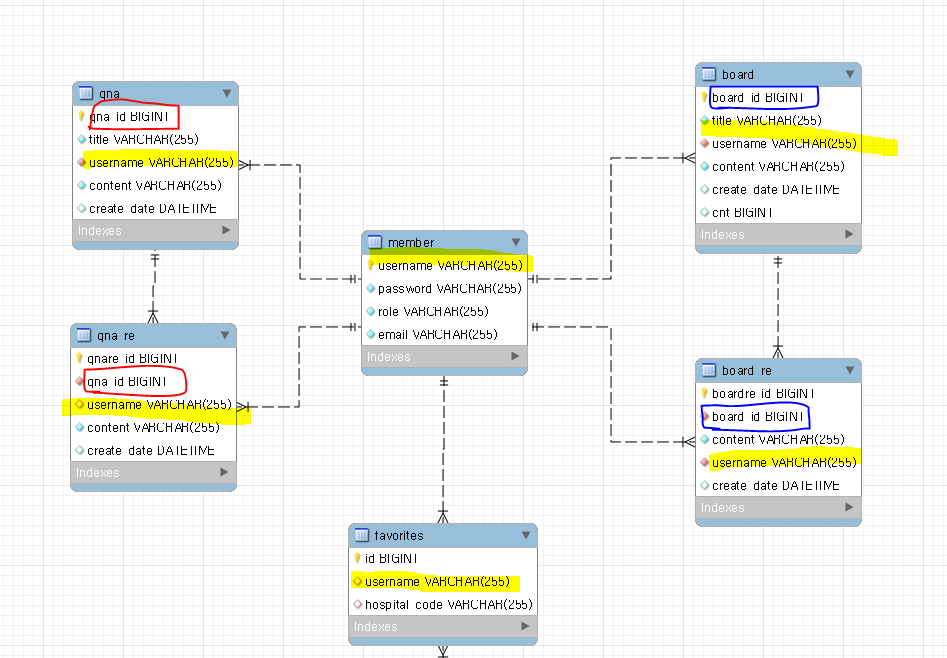 qna
qna_id BIGINT
title VARCHAR(255)
username VARCHAR(255)
content VARCHAR(255)
create_date DATETIME
Indexes
qna_re
qnare_id BIGINT
qna_id BIGINT
username VARCHAR(255)
content VARCHAR(255)
create_date DATETIME
Indexes
member
username VARCHAR(255)
password VARCHAR(255)
role VARCHAR(255)
email VARCHAR(255)
Indexes
favorites
id BIGINT
username VARCHAR(255)
hospital_code VARCHAR(255)
Indexes
board
board_id BIGINT
title VARCHAR(255)
username VARCHAR(255)
content VARCHAR(255)
create_date DATETIME
cnt BIGINT
Indexes
board_re
boardre_id BIGINT
board_id BIGINT
content VARCHAR(255)
username VARCHAR(255)
create_date DATETIME
Indexes